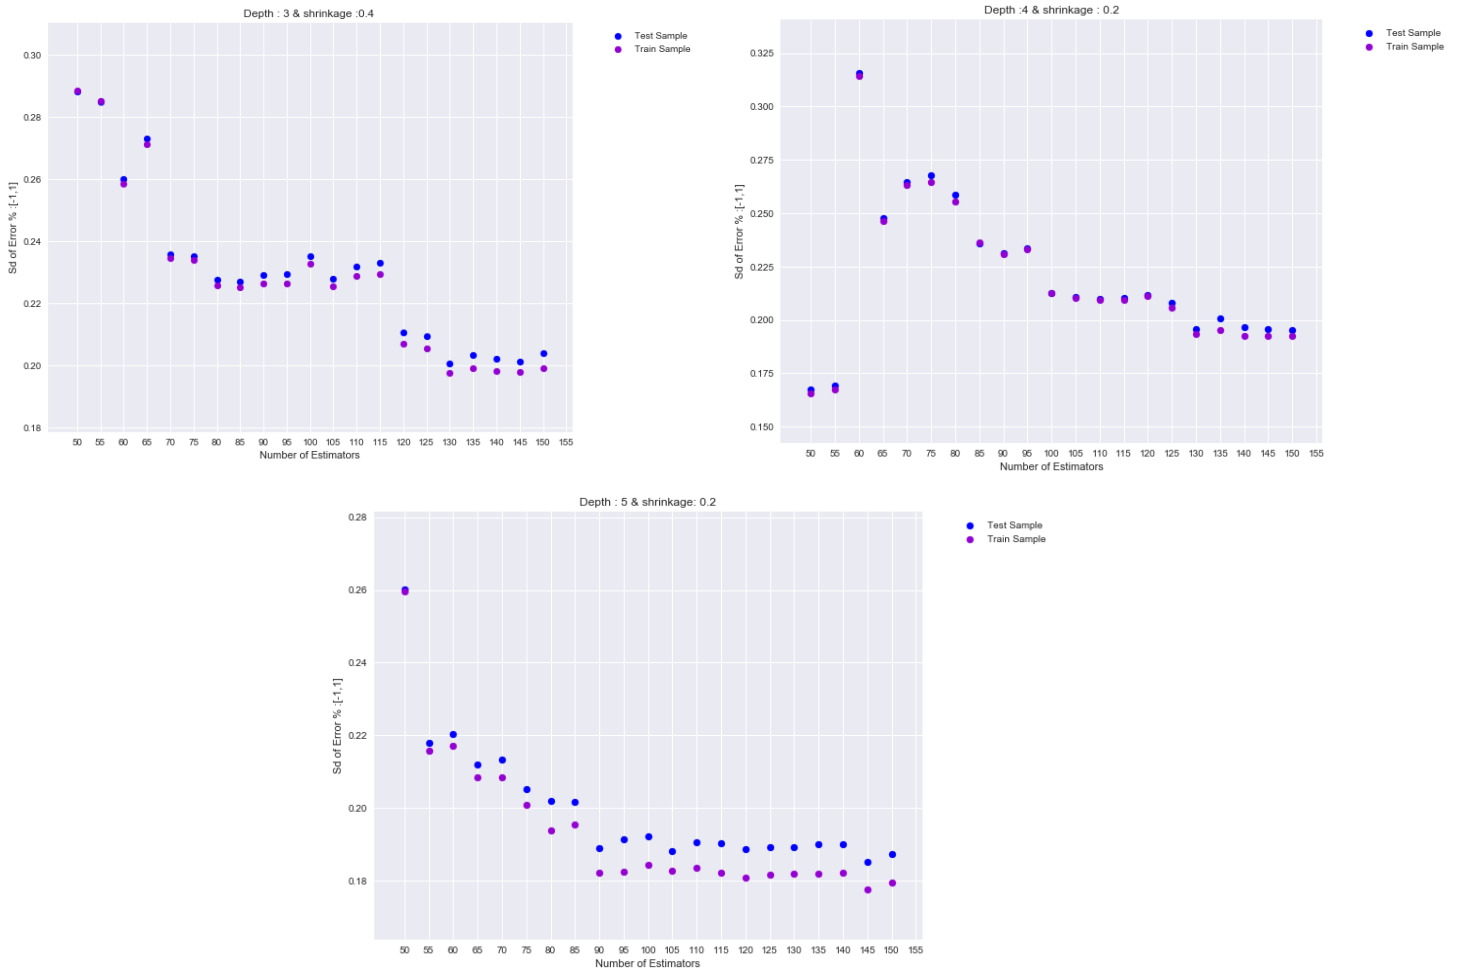 Depth : 3 & shrinkage :0.4
Test Sample
Train Sample
0.30
0.28
0.26
0.24
0.22
0.20
0.18
Sd of Error % :[-1,1]
50 55 60 65 70 75 80 85 90 95 100 105 110 115 120 125 130 135 140 145 150 155
Number of Estimators
Depth :4 & shrinkage : 0.2
Test Sample
Train Sample
0.325
0.300
0.275
0.250
0.225
0.200
0.175
0.150
Sd of Error % :[-1,1]
50 55 60 65 70 75 80 85 90 95 100 105 110 115 120 125 130 135 140 145 150 155
Number of Estimators
Depth : 5 & shrinkage: 0.2
Test Sample
Train Sample
0.28
0.26
0.24
0.22
0.20
0.18
Sd of Error % :[-1,1]
50 55 60 65 70 75 80 85 90 95 100 105 110 115 120 125 130 135 140 145 150 155
Number of Estimators